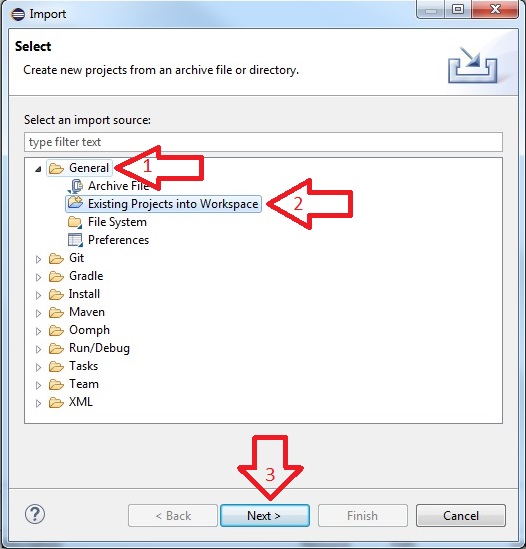 Import
Select
Create new projects from an archive file or directory.
Select an import source:
type filter text
General
1
Archive File
Existing Projects into Workspace
2
File System
Preferences
Git
Gradle
Install
Maven
Oomph
Run/Debug
Tasks
Team
XML
3
?
< Back Next > Finish Cancel